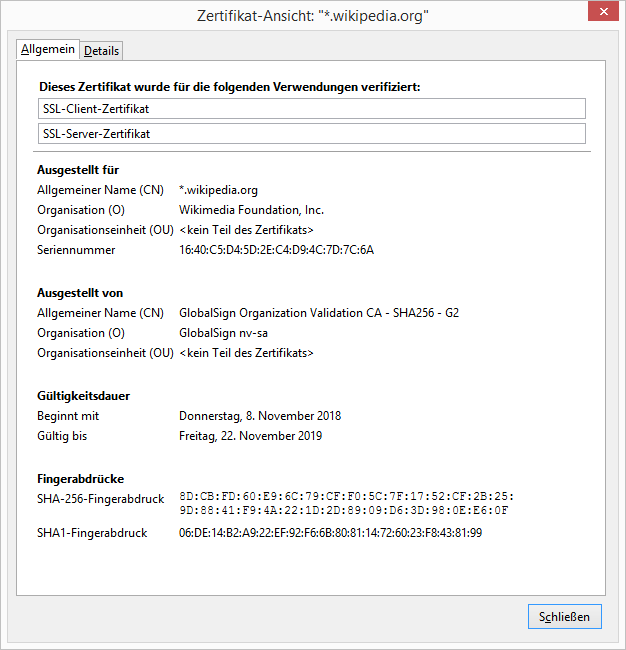 Zertifikat-Ansicht: "*.wikipedia.org"
Allgemein Details
Dieses Zertifikat wurde für die folgenden Verwendungen verifiziert:
SSL-Client-Zertifikat
SSL-Server-Zertifikat
Ausgestellt für
Allgemeiner Name (CN) *.wikipedia.org
Organisation (O) Wikimedia Foundation, Inc.
Organisationseinheit (OU) <kein Teil des Zertifikats>
Seriennummer 16:40:C5:D4:5D:2E:C4:D9:4C:7D:7C:6A
Ausgestellt von
Allgemeiner Name (CN) GlobalSign Organization Validation CA - SHA256 - G2
Organisation (O) GlobalSign nv-sa
Organisationseinheit (OU) <kein Teil des Zertifikats>
Gültigkeitsdauer
Beginnt mit Donnerstag, 8. November 2018
Gültig bis Freitag, 22. November 2019
Fingerabdrücke
SHA-256-Fingerabdruck 8D:CB:FD:60:E9:6C:79:CF:F0:5C:7F:17:52:CF:2B:25:
9D:88:41:F9:4A:22:1D:2D:89:09:D6:3D:98:0E:E6:0F
SHA1-Fingerabdruck 06:DE:14:B2:A9:22:EF:92:F6:6B:80:81:14:72:60:23:F8:43:81:99
Schließen